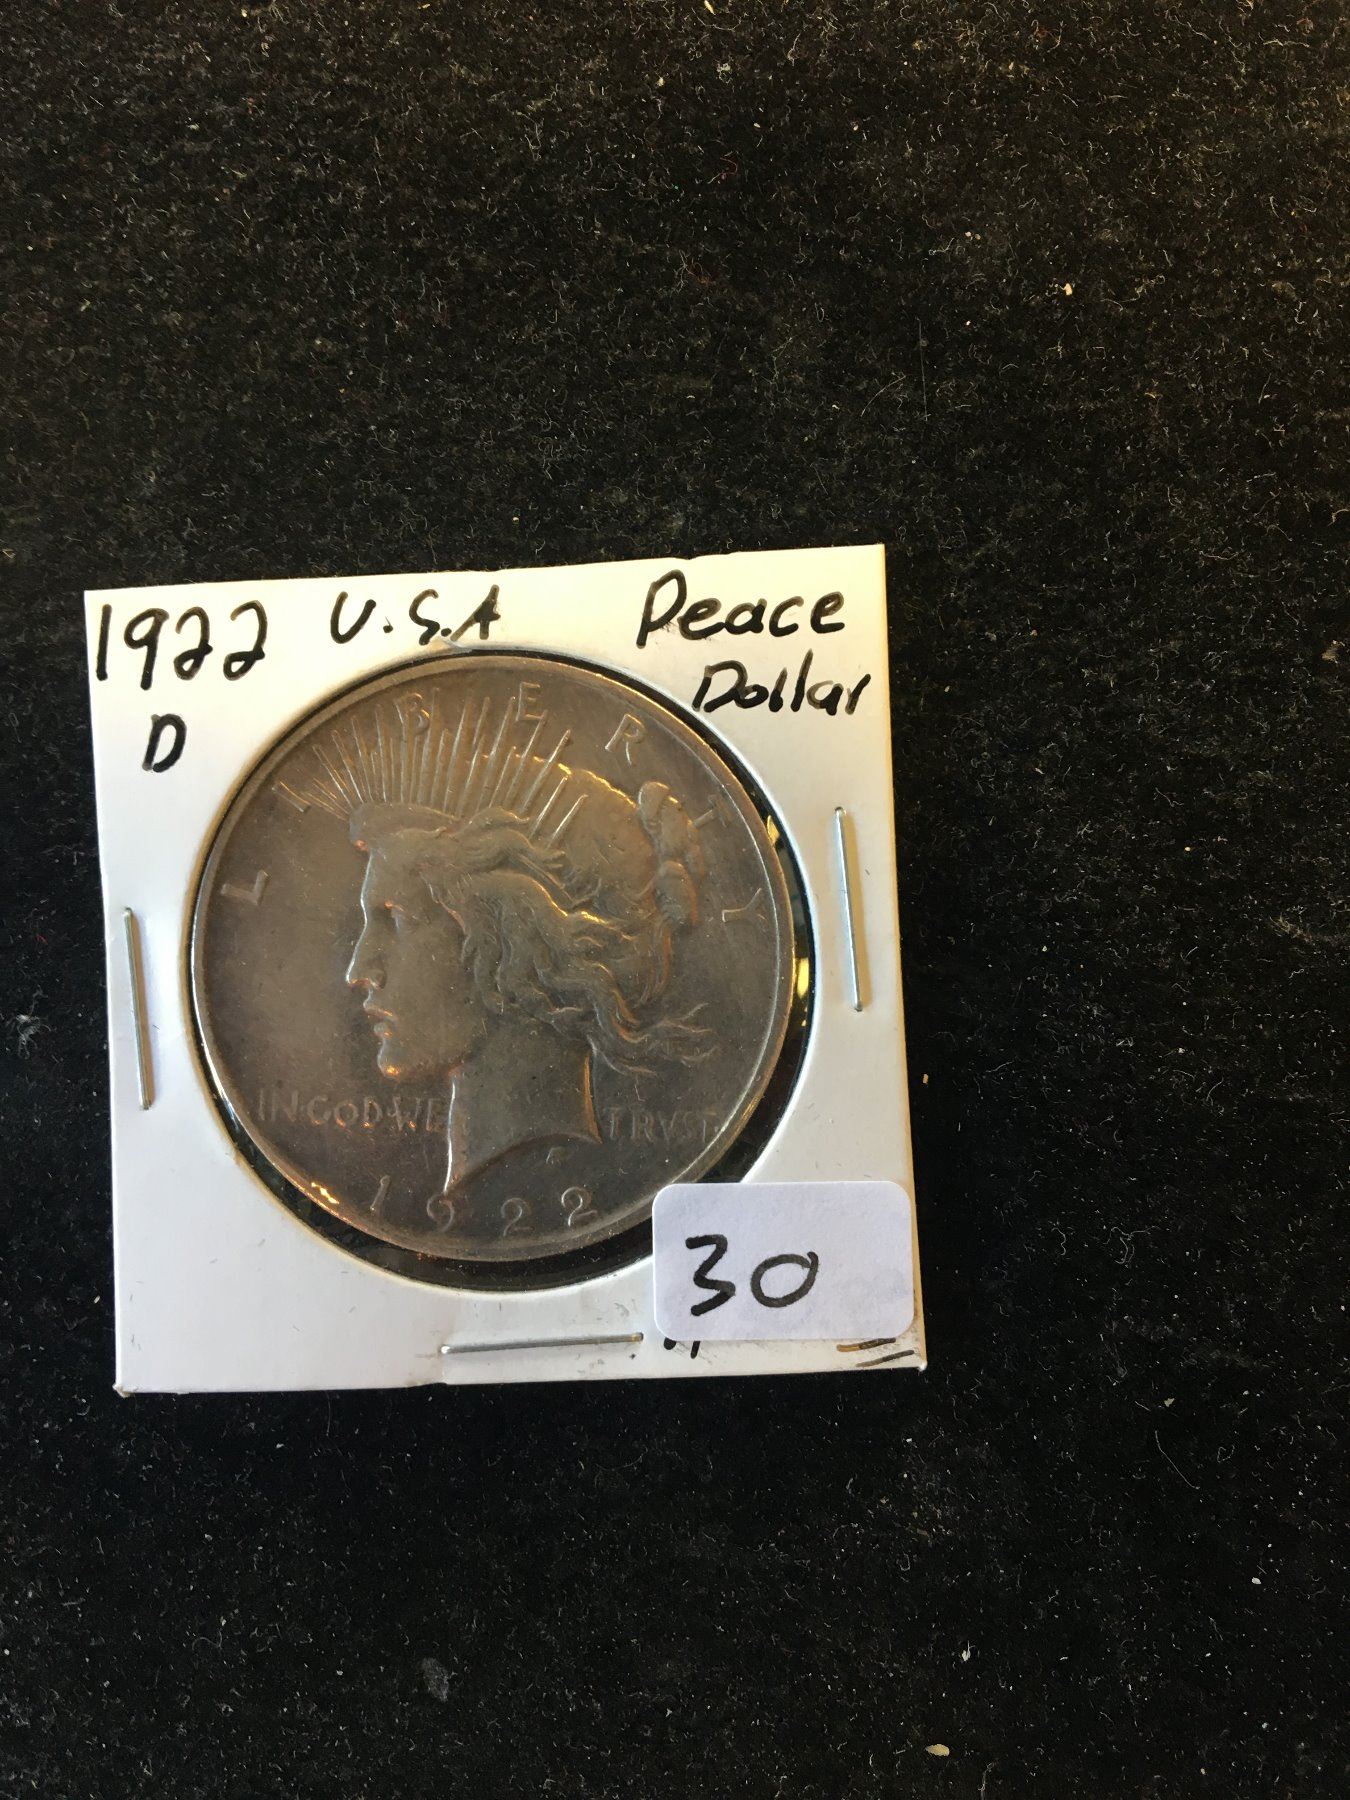 1922 U.S.A Peace
D Dollar
LIBERTY
IN GOD WE TRVST
1922
30